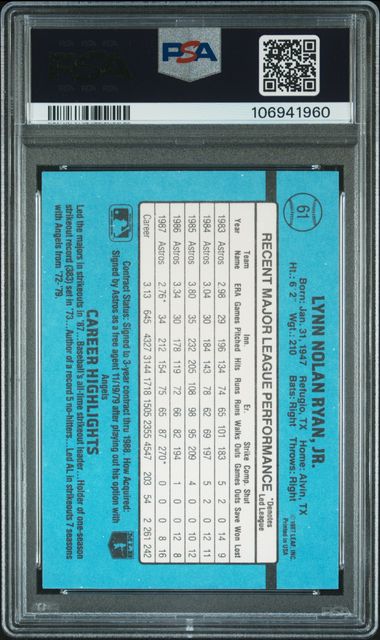 PSA
PSA
106941960
61
LYNN NOLAN RYAN, JR.
Born: Jan. 31, 1947 Refugio, TX Home: Alvin, TX
Ht.: 6' 2" Wgt.: 210 Bats: Right Throws: Right
© 1987 LEAF, INC.
Printed in USA
RECENT MAJOR LEAGUE PERFORMANCE *Denotes Led League
Team Inn. Er. Strike Comp. Shut
Year Name ERA Games Pitched Hits Runs Runs Walks Outs Games Outs Save Won Lost
1983 Astros 2.98 29 196 134 74 65 101 183 5 2 0 14 9
1984 Astros 3.04 30 184 143 78 62 69 197 5 2 0 12 11
1985 Astros 3.80 35 232 205 108 98 95 209 4 0 0 10 12
1986 Astros 3.34 30 178 119 72 66 82 194 1 0 0 12 8
1987 Astros 2.76* 34 212 154 75 65 87 270* 0 0 0 8 16
Career 3.13 645 3144 1718 1505 2355 4547 203 54 2 261 242
Contract Status: Signed to 3-year contract thru 1988. How Acquired:
Signed by Astros as a free agent 11/19/79 after playing out his option with
Angels
CAREER HIGHLIGHTS
Led the majors in strikeouts in '87... Baseball's all-time strikeout leader... Holder of one-season
strikeout record (383) set in '73... Author of a record 5 no-hitters... Led AL in strikeouts 7 seasons
with Angels from '72-'79.